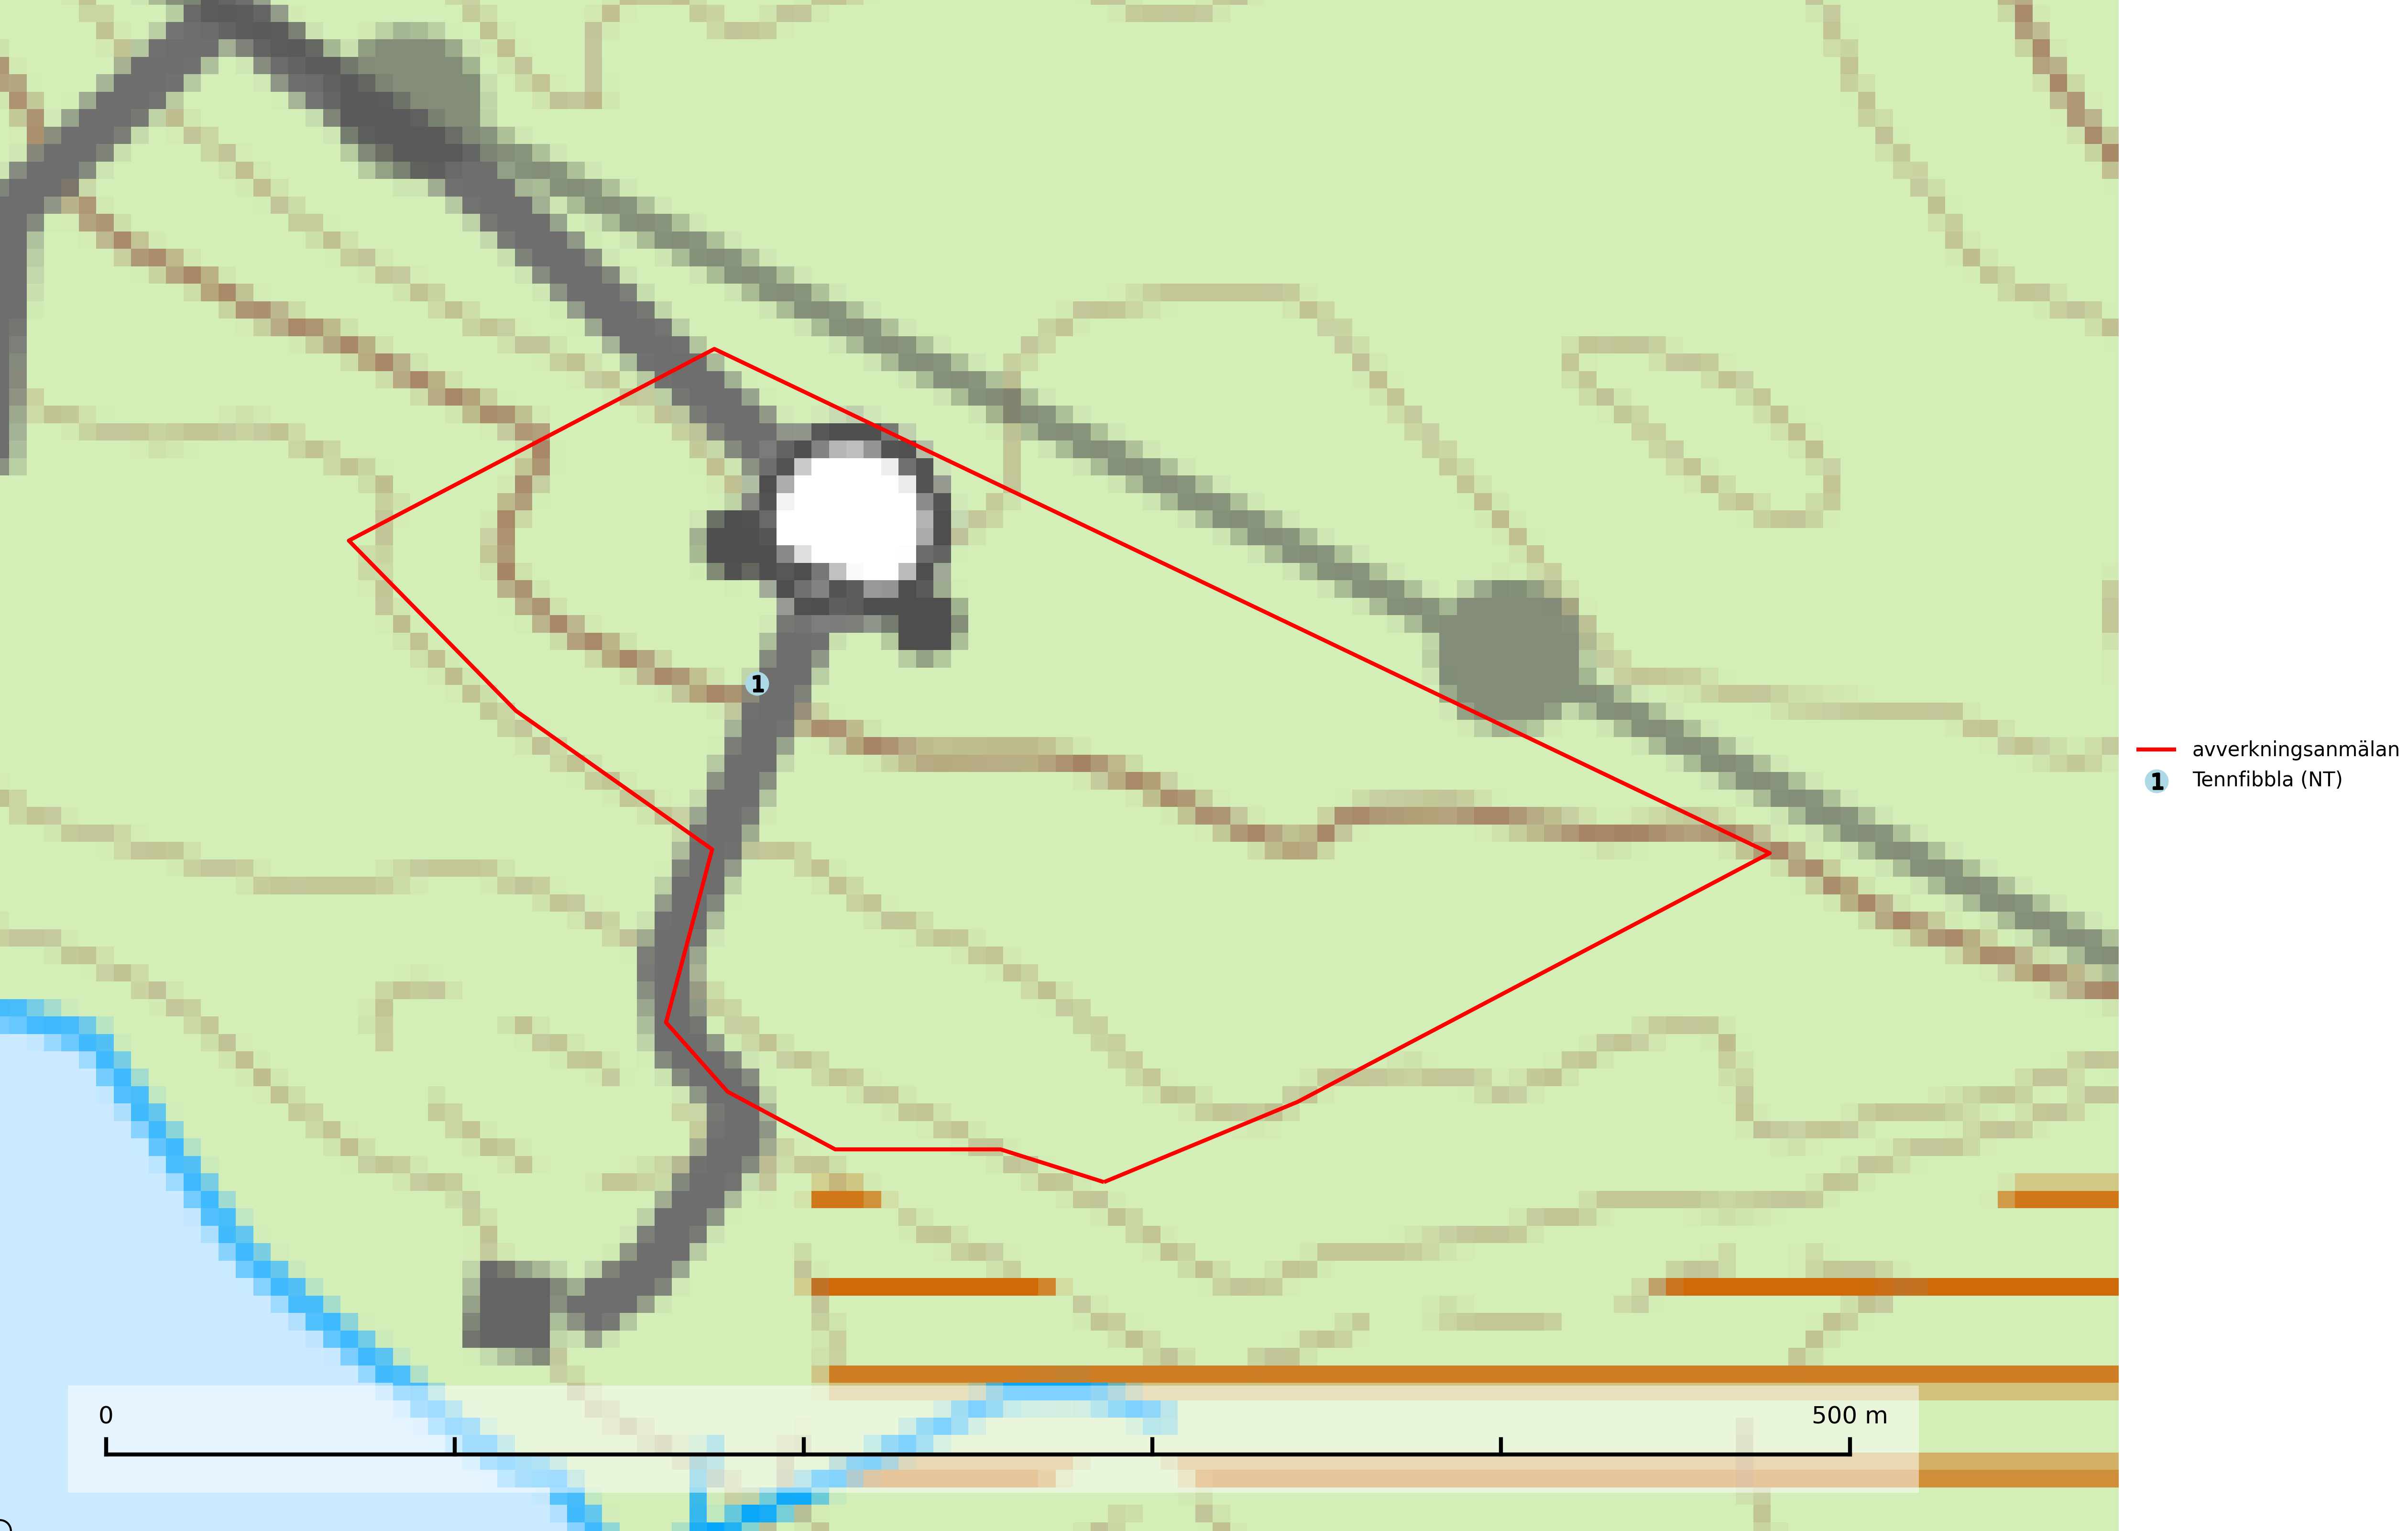 1
avverkningsanmälan
1 Tennfibbla (NT)
0 500 m